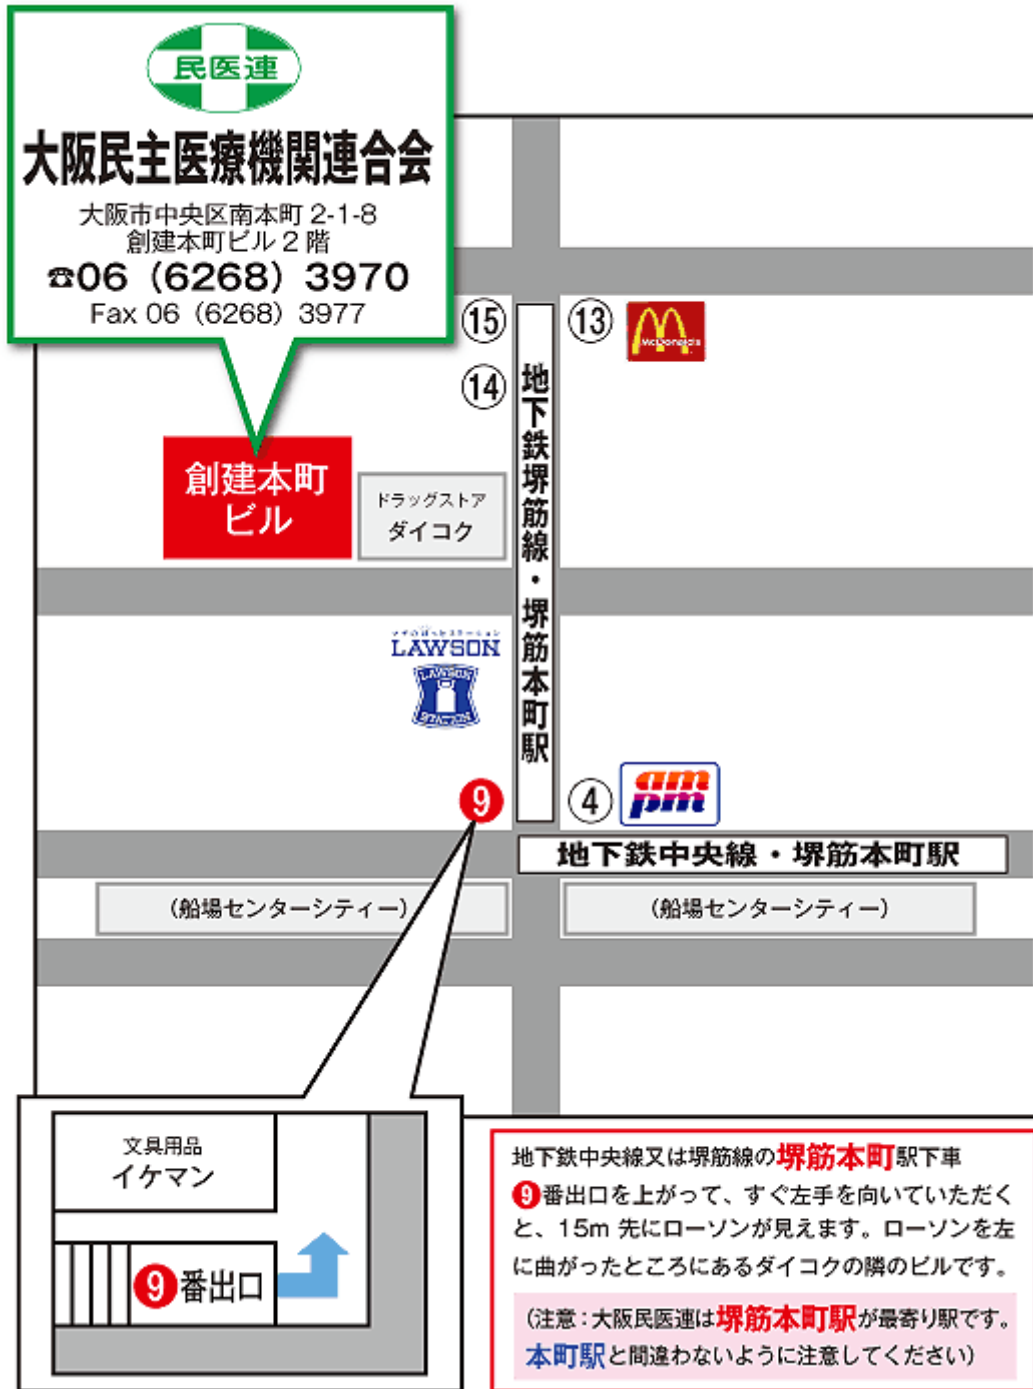 民医連
大阪民主医療機関連合会
大阪市中央区南本町 2-1-8
創建本町ビル 2 階
☎06（6268）3970
Fax 06（6268）3977
⑮
⑬
McDonald's
⑭
地下鉄堺筋線・堺筋本町駅
創建本町
ビル
ドラッグストア
ダイコク
LAWSON
LAWSON
STATION
9
④
am
pm
地下鉄中央線・堺筋本町駅
（船場センターシティー）
（船場センターシティー）
文具用品
イケマン
9番出口
地下鉄中央線又は堺筋線の堺筋本町駅下車
9番出口を上がって、すぐ左手を向いていただく
と、15m 先にローソンが見えます。ローソンを左
に曲がったところにあるダイコクの隣のビルです。
（注意：大阪民医連は堺筋本町駅が最寄り駅です。
本町駅と間違わないように注意してください）